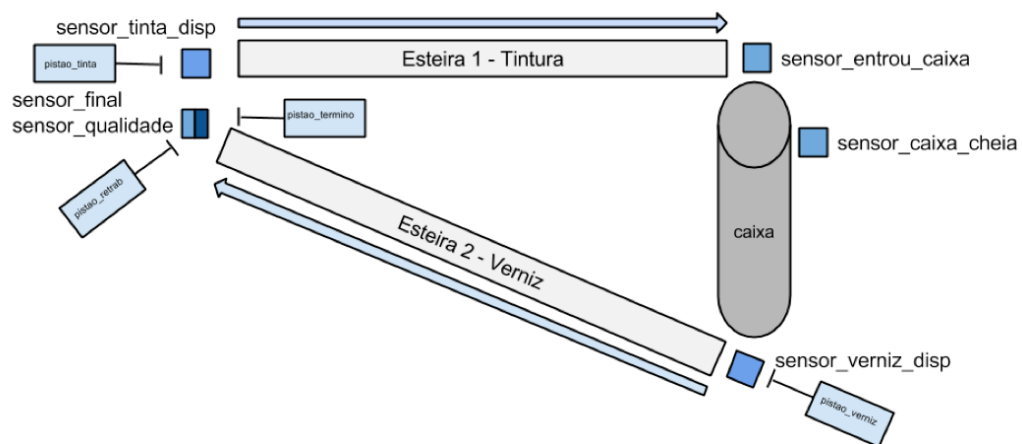 sensor_tinta_disp
pistao_tinta
Esteira 1 - Tintura
sensor_entrou_caixa
sensor_final
sensor_qualidade
pistao_termino
sensor_caixa_cheia
pistao_retrab
Esteira 2 - Verniz
caixa
sensor_verniz_disp
pistao_verniz